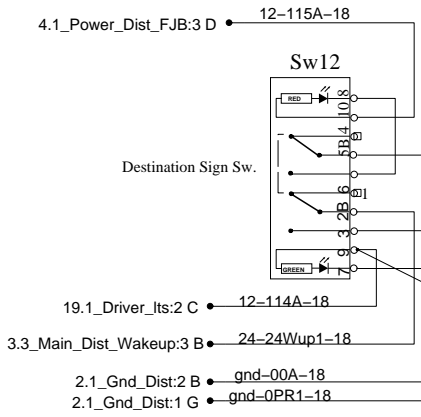 12-115A-18
4.1_Power_Dist_FJB:3 D
Sw12
8
RED
10
4
5B
Destination Sign Sw.
6
1
2B
3
9
GREEN
7
12-114A-18
19.1_Driver_lts:2 C
24-24Wup1-18
3.3_Main_Dist_Wakeup:3 B
gnd-00A-18
2.1_Gnd_Dist:2 B
gnd-0PR1-18
2.1_Gnd_Dist:1 G